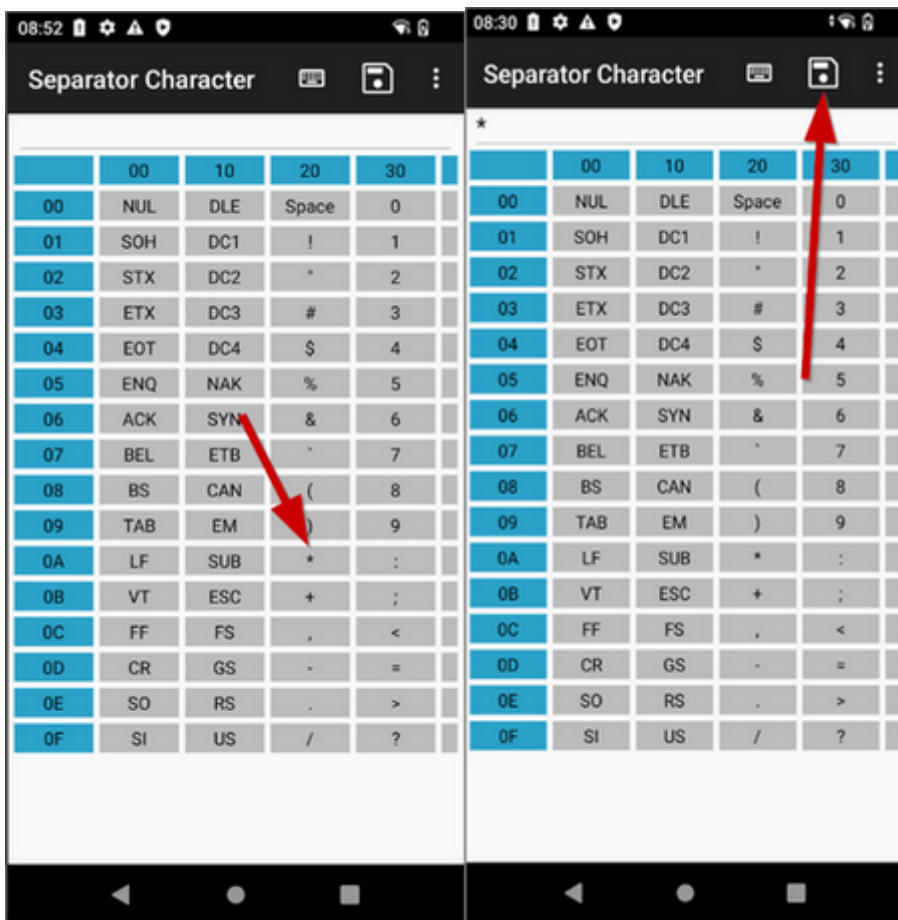 08:52
Separator Character
00 10 20 30
00 NUL DLE Space 0
01 SOH DC1 ! 1
02 STX DC2 " 2
03 ETX DC3 # 3
04 EOT DC4 $ 4
05 ENQ NAK % 5
06 ACK SYN & 6
07 BEL ETB ` 7
08 BS CAN ( 8
09 TAB EM ) 9
0A LF SUB * :
0B VT ESC + ;
0C FF FS , <
0D CR GS - =
0E SO RS . >
0F SI US / ?
08:30
Separator Character
*
00 10 20 30
00 NUL DLE Space 0
01 SOH DC1 ! 1
02 STX DC2 " 2
03 ETX DC3 # 3
04 EOT DC4 $ 4
05 ENQ NAK % 5
06 ACK SYN & 6
07 BEL ETB ` 7
08 BS CAN ( 8
09 TAB EM ) 9
0A LF SUB * :
0B VT ESC + ;
0C FF FS , <
0D CR GS - =
0E SO RS . >
0F SI US / ?